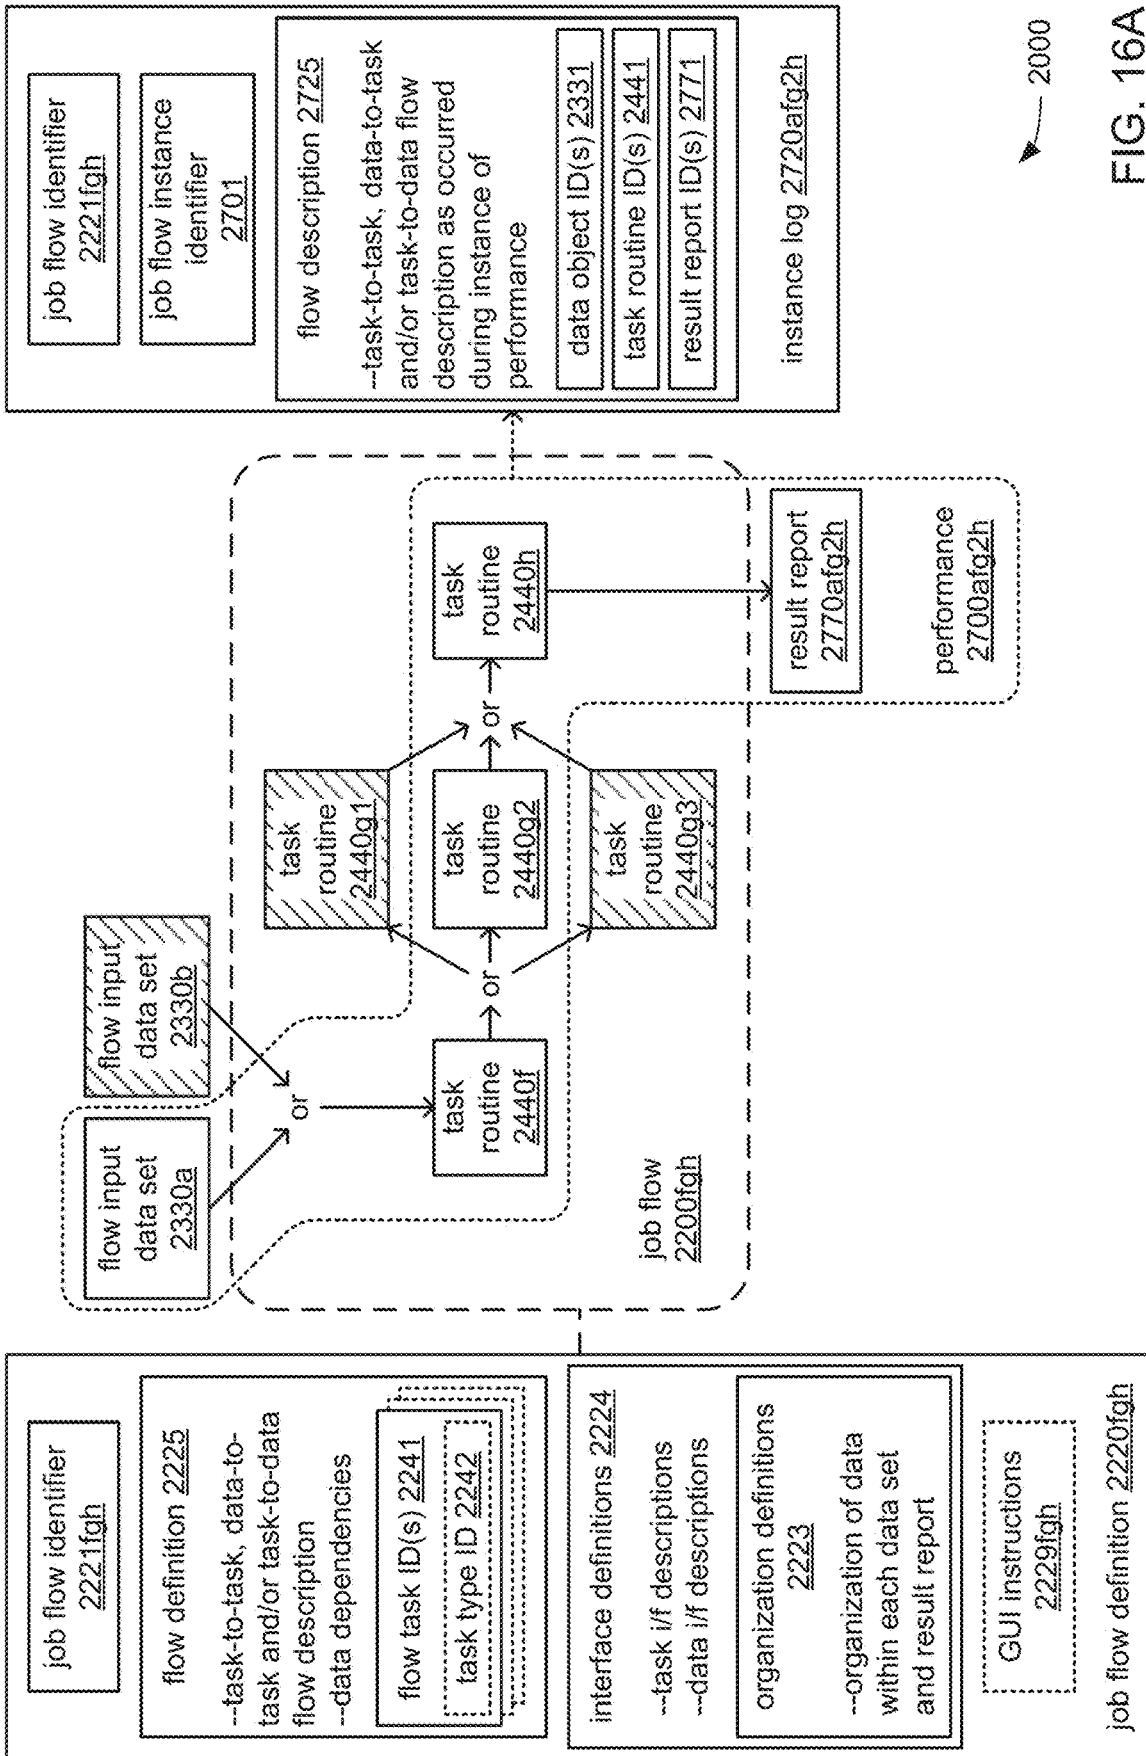 job flow identifier
2221fgh
flow definition 2225
--task-to-task, data-to-
task and/or task-to-data
flow description
--data dependencies
flow task ID(s) 2241
task type ID 2242
interface definitions 2224
--task i/f descriptions
--data i/f descriptions
organization definitions
2223
--organization of data
within each data set
and result report
GUI instructions
2229fgh
job flow definition 2220fgh
flow input
data set
2330a
flow input
data set
2330b
or
task
routine
2440f
or
task
routine
2440g1
task
routine
2440g2
task
routine
2440g3
or
task
routine
2440h
job flow
2200fgh
result report
2770afg2h
performance
2700afg2h
job flow identifier
2221fgh
job flow instance
identifier
2701
flow description 2725
--task-to-task, data-to-task
and/or task-to-data flow
description as occurred
during instance of
performance
data object ID(s) 2331
task routine ID(s) 2441
result report ID(s) 2771
instance log 2720afg2h
2000
FIG. 16A